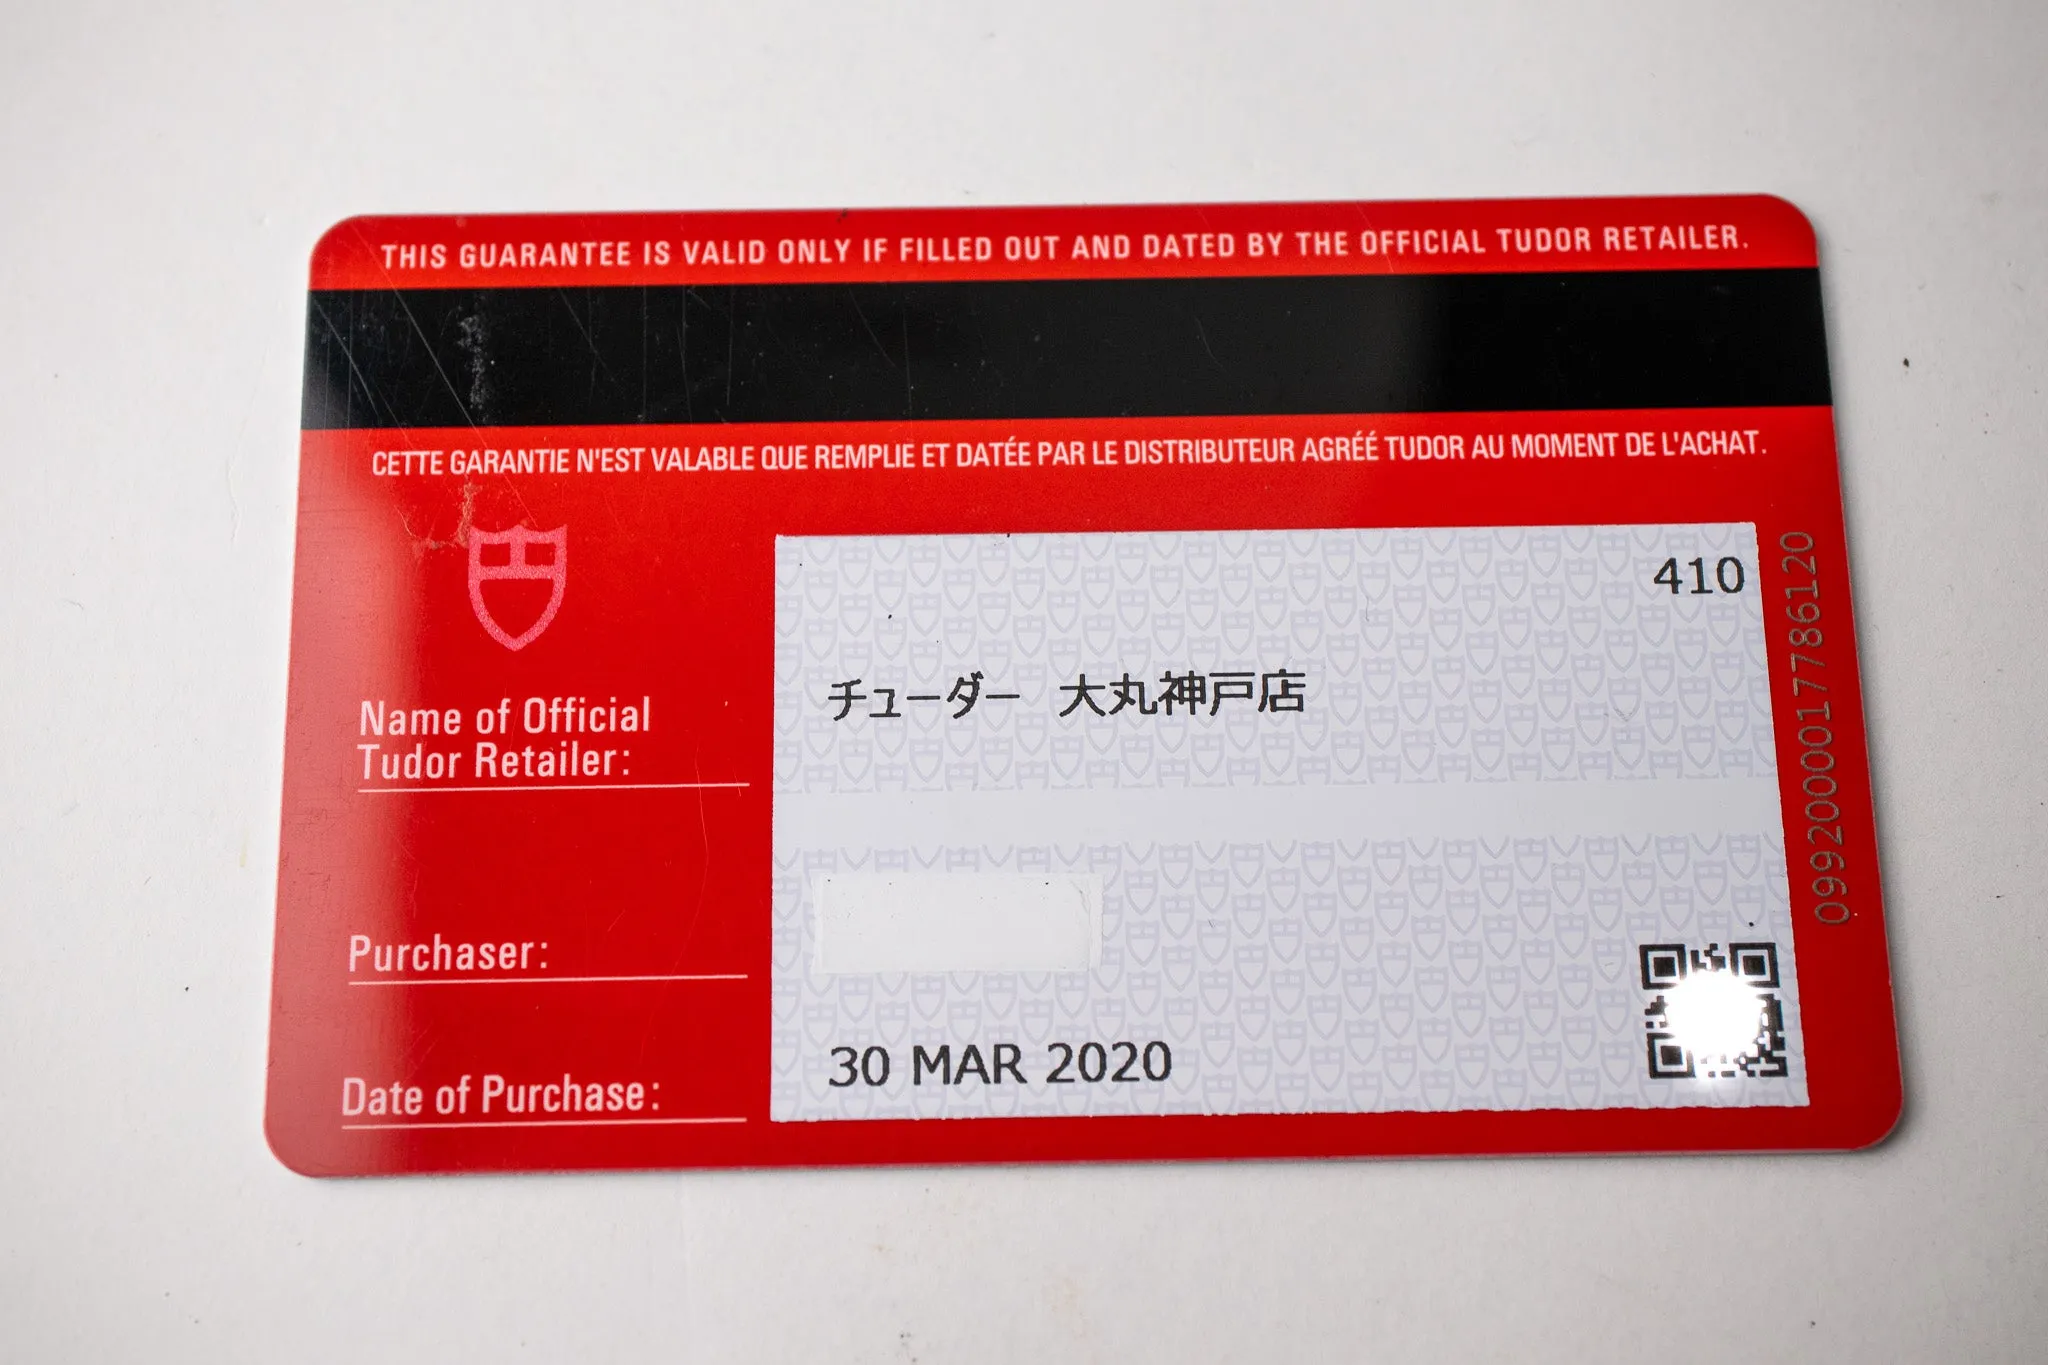 THIS GUARANTEE IS VALID ONLY IF FILLED OUT AND DATED BY THE OFFICIAL TUDOR RETAILER.
CETTE GARANTIE N'EST VALABLE QUE REMPLIE ET DATÉE PAR LE DISTRIBUTEUR AGRÉÉ TUDOR AU MOMENT DE L'ACHAT.
410
Name of Official
Tudor Retailer:
チューダー 大丸神戸店
Purchaser:
Date of Purchase:
30 MAR 2020
0992000017786120